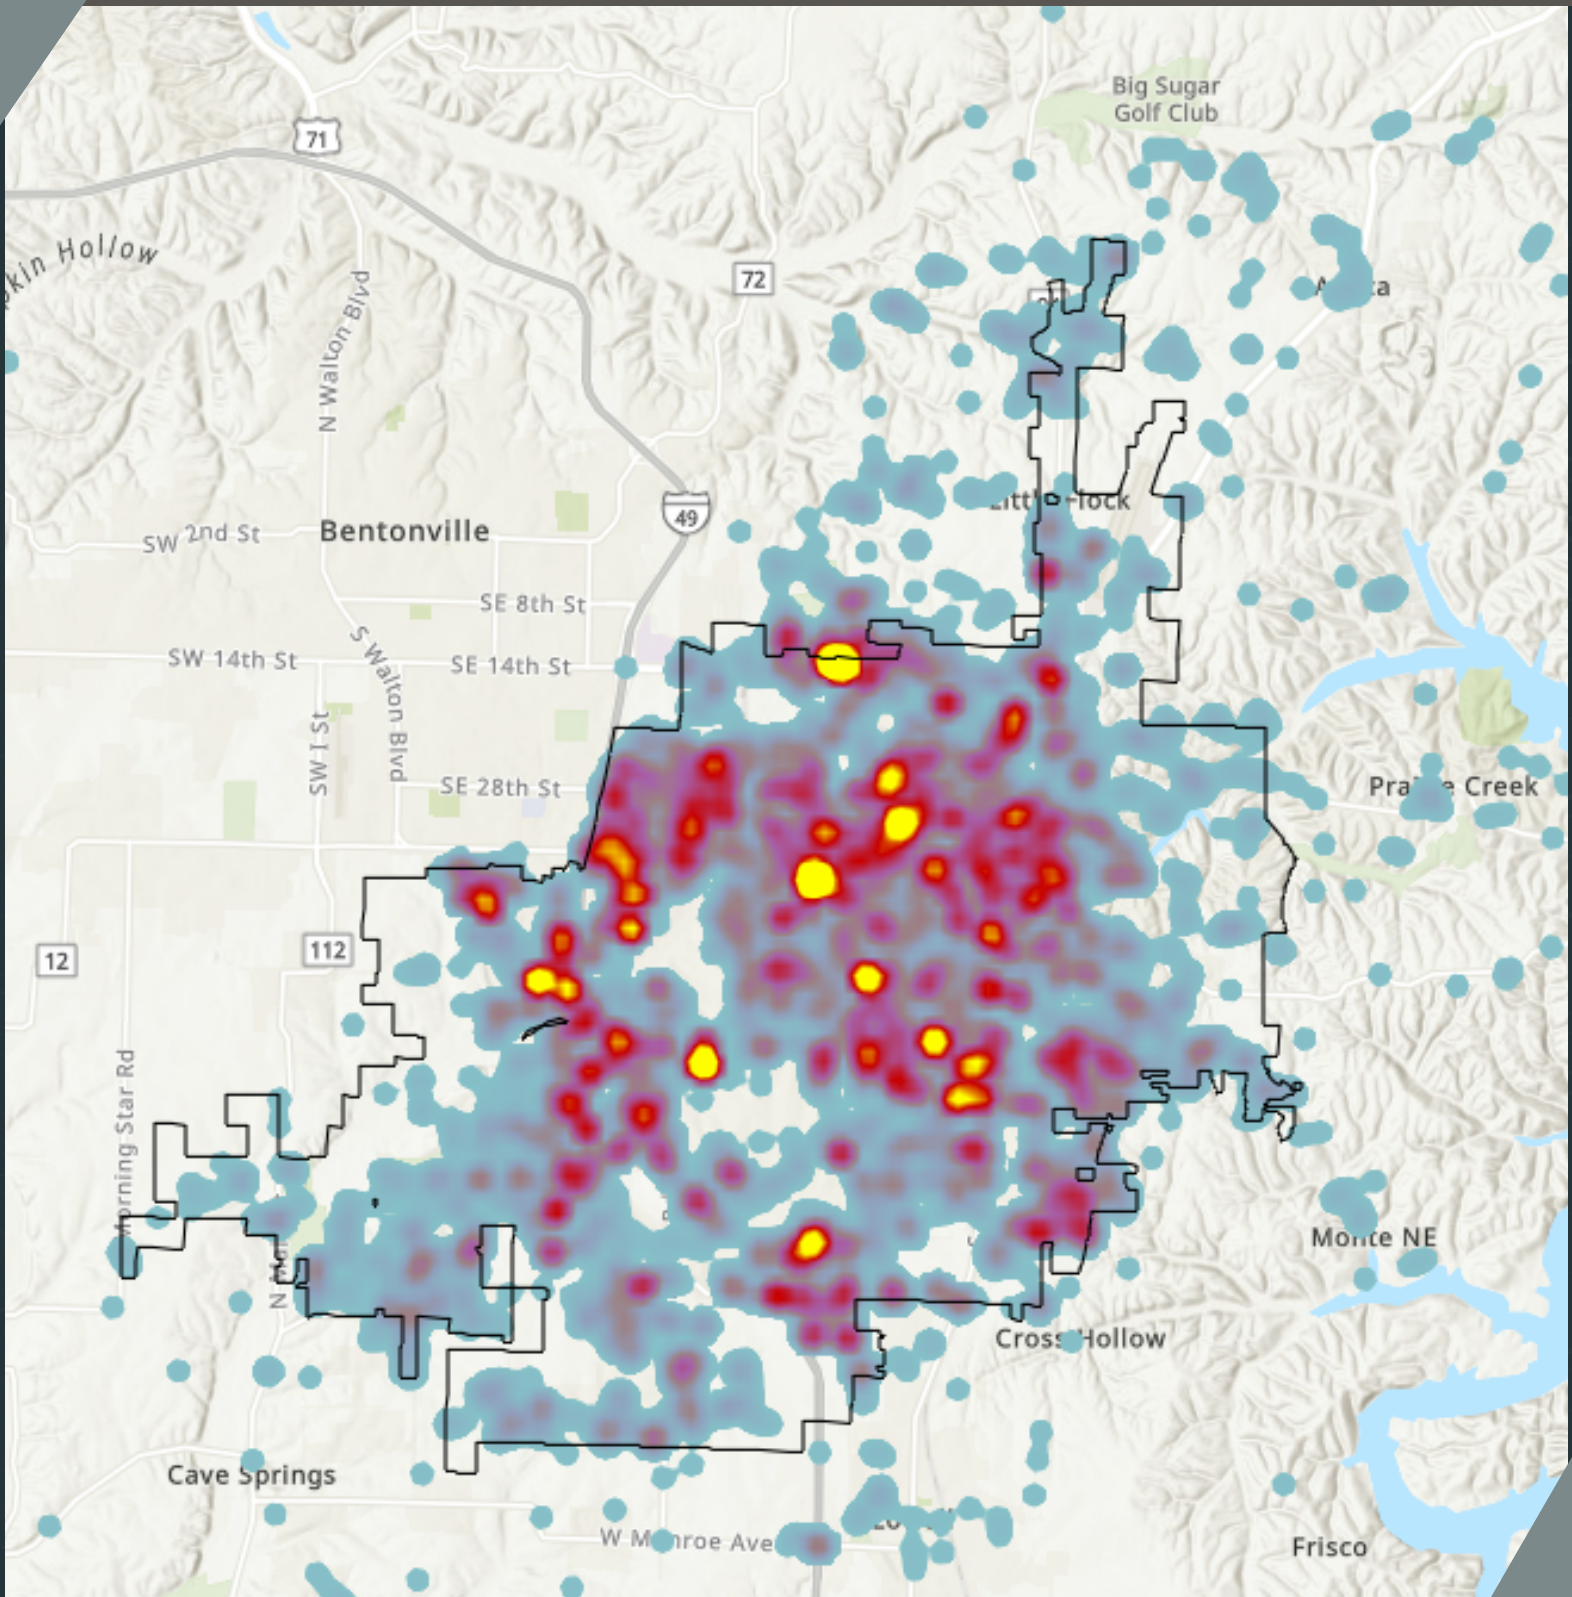 Big Sugar
Golf Club
71
Hollow
72
N Walton Blvd
49
Bentonville
SW 2nd St
SE 8th St
SW 14th St
SE 14th St
S Walton Blvd
SW I St
SE 28th St
Creek
12
112
Morning Star Rd
Monte NE
Cross Hollow
Cave Springs
W Monroe Ave
Frisco